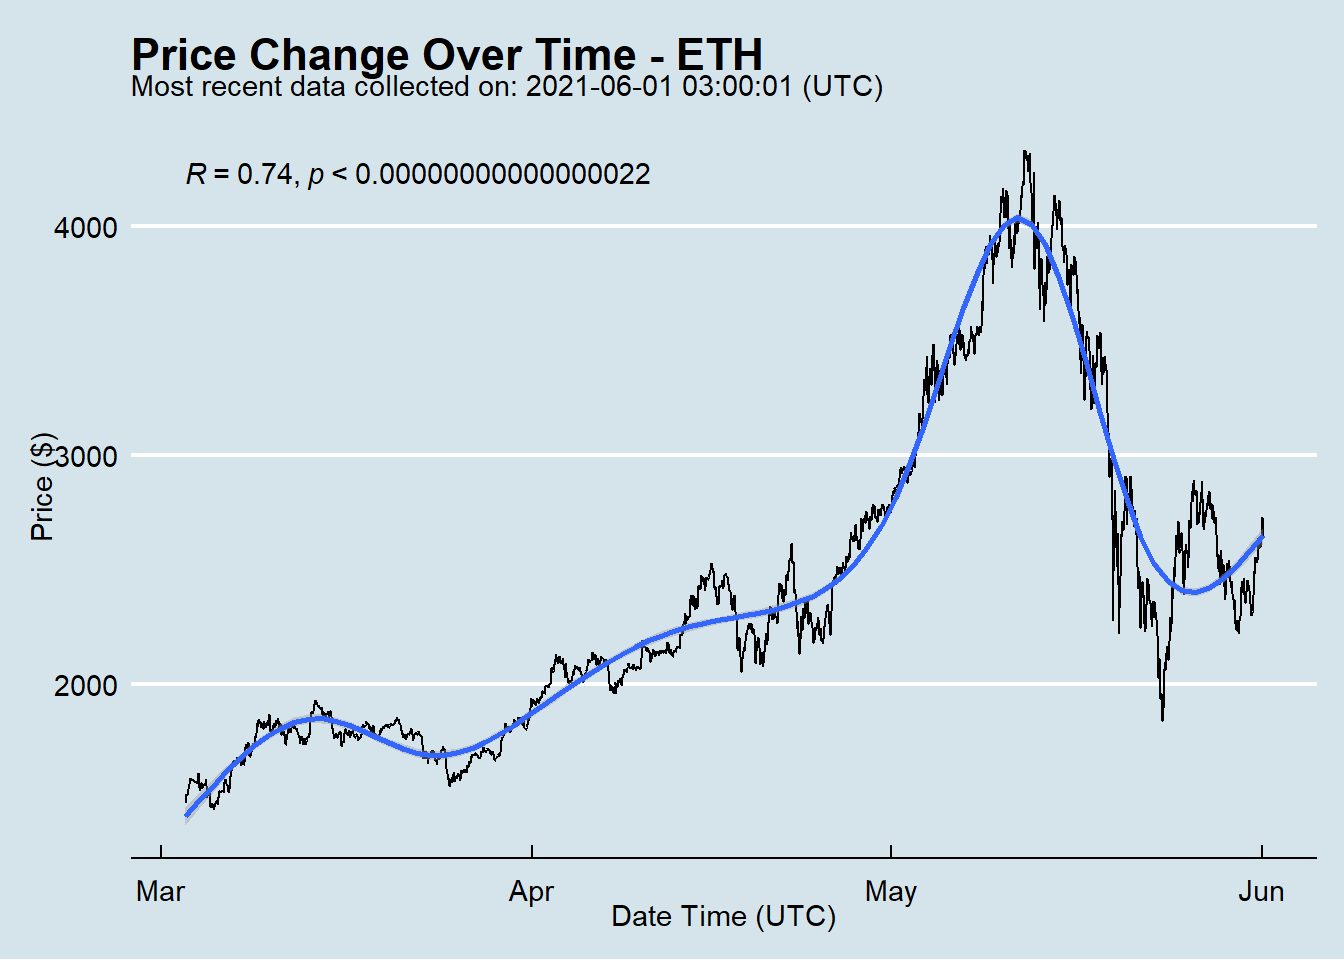 Price Change Over Time - ETH
Most recent data collected on: 2021-06-01 03:00:01 (UTC)
R = 0.74, p < 0.00000000000000022
4000
3000
2000
Price ($)
Mar Apr May Jun
Date Time (UTC)